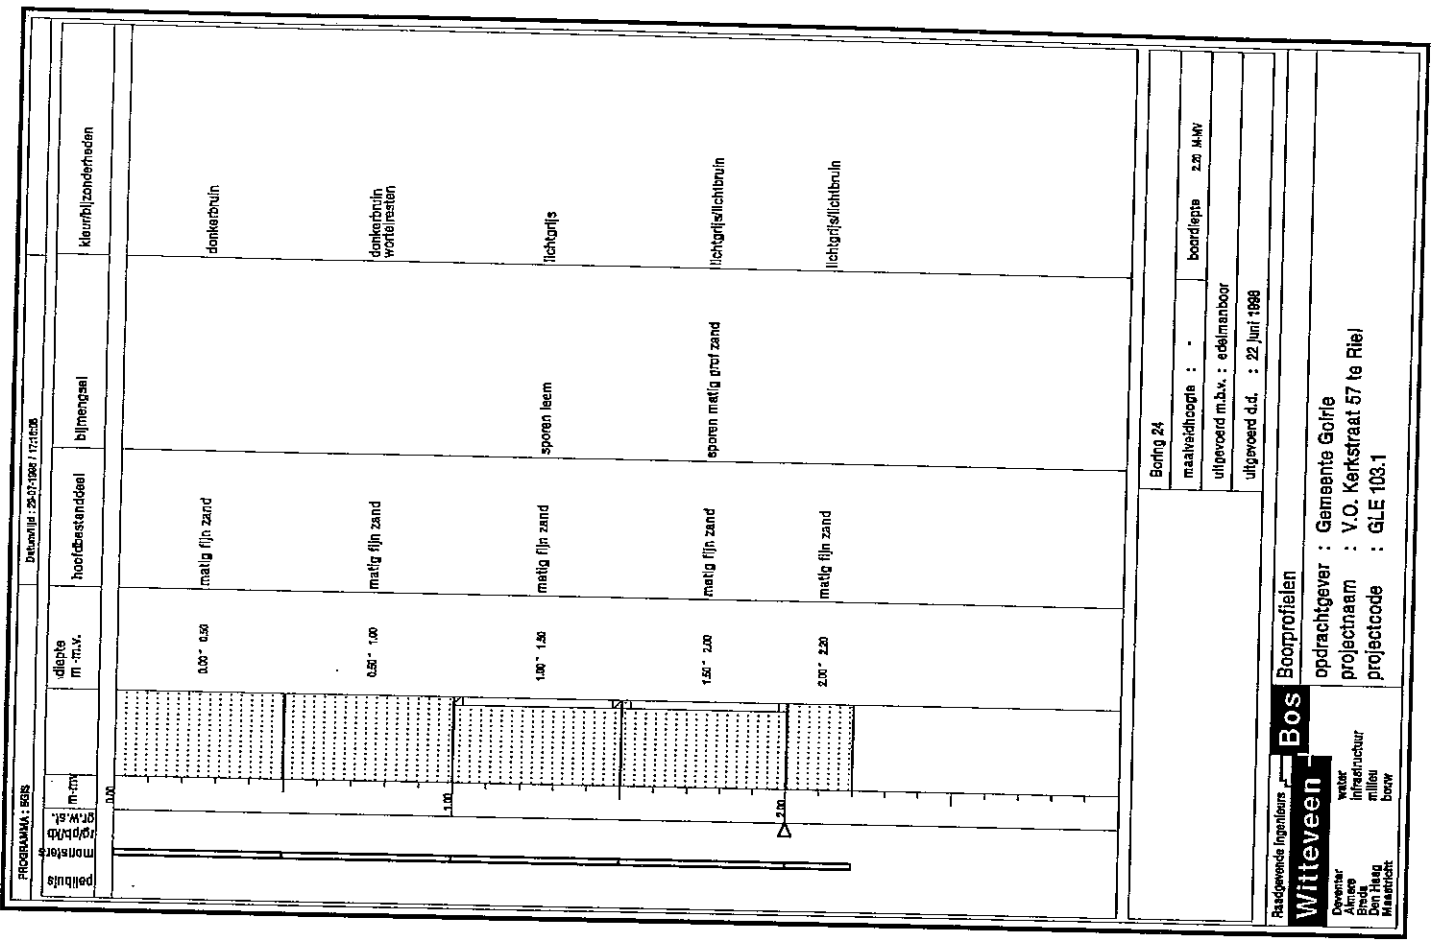 PROGRAMMA : BGIS
Datum/tijd : 29-07-1998 / 17:16:06
peilbuis
monsters
rg/pb/kb
gr.w.st.
m-mv
diepte
m -m.v.
hoofdbestanddeel
bijmengsel
kleur/bijzonderheden
0.00
1.00
2.00
0.00 - 0.50 matig fijn zand donkerbruin
0.50 - 1.00 matig fijn zand donkerbruin
wortelresten
1.00 - 1.50 matig fijn zand sporen leem lichtgrijs
1.50 - 2.00 matig fijn zand sporen matig grof zand lichtgrijs/lichtbruin
2.00 - 2.20 matig fijn zand lichtgrijs/lichtbruin
Boring 24
maaiveldhoogte : - boordiepte 2.20 M-MV
uitgevoerd m.b.v. : edelmanboor
uitgevoerd d.d. : 22 juni 1998
Raadgevende Ingenieurs
Witteveen Bos
Deventer
Almere
Breda
Den Haag
Maastricht
water
infrastructuur
milieu
bouw
Boorprofielen
opdrachtgever : Gemeente Goirle
projectnaam : V.O. Kerkstraat 57 te Riel
projectcode : GLE 103.1